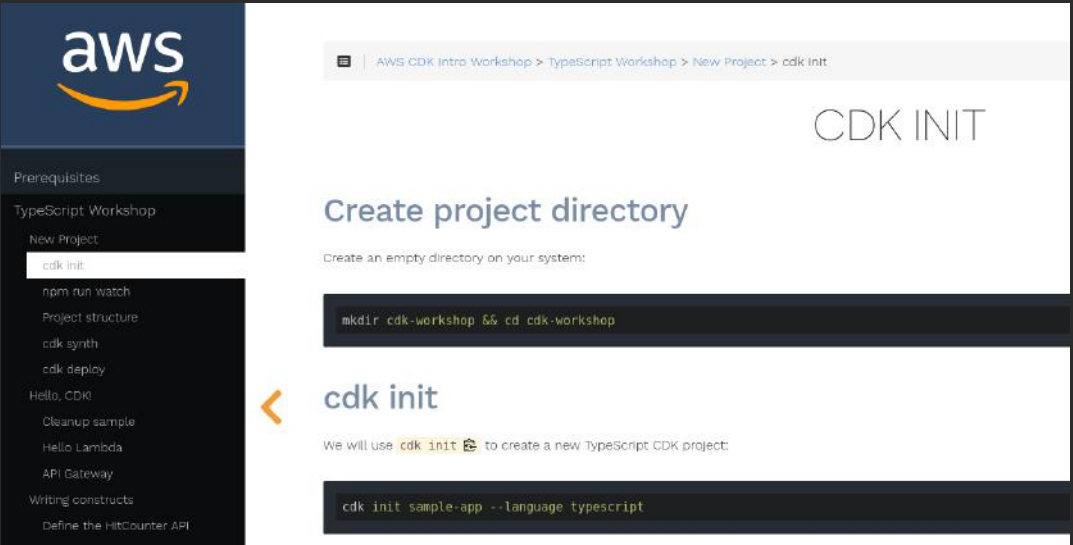 aws
Prerequisites
TypeScript Workshop
New Project
cdk init
npm run watch
Project structure
cdk synth
cdk deploy
Hello, CDK!
Cleanup sample
Hello Lambda
API Gateway
Writing constructs
Define the HitCounter API
AWS CDK Intro Workshop > TypeScript Workshop > New Project > cdk init
CDK INIT
Create project directory
Create an empty directory on your system:
mkdir cdk-workshop && cd cdk-workshop
cdk init
We will use cdk init to create a new TypeScript CDK project:
cdk init sample-app --language typescript